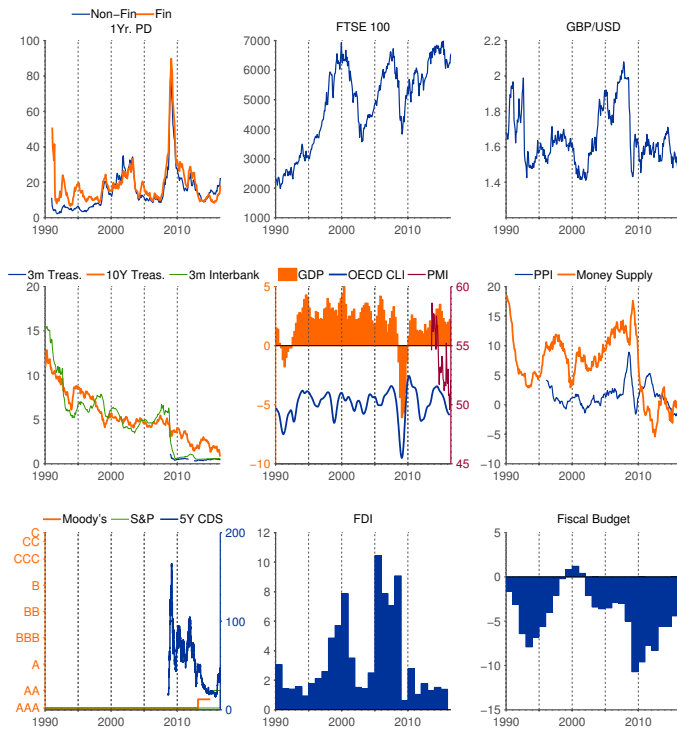 Non−Fin Fin
1Yr. PD
FTSE 100
GBP/USD
100
80
60
40
20
0
1990 2000 2010
7000
6000
5000
4000
3000
2000
1000
1990 2000 2010
2.2
2
1.8
1.6
1.4
1990 2000 2010
3m Treas. 10Y Treas. 3m Interbank
GDP OECD CLI PMI
PPI Money Supply
20
15
10
5
0
1990 2000 2010
5
0
−5
−10
60
55
50
45
1990 2000 2010
20
15
10
5
0
−5
−10
1990 2000 2010
Moody's S&P 5Y CDS
FDI
Fiscal Budget
C
CC
CCC
B
BB
BBB
A
AA
AAA
200
100
0
1990 2000 2010
12
10
8
6
4
2
0
1990 2000 2010
5
0
−5
−10
−15
1990 2000 2010